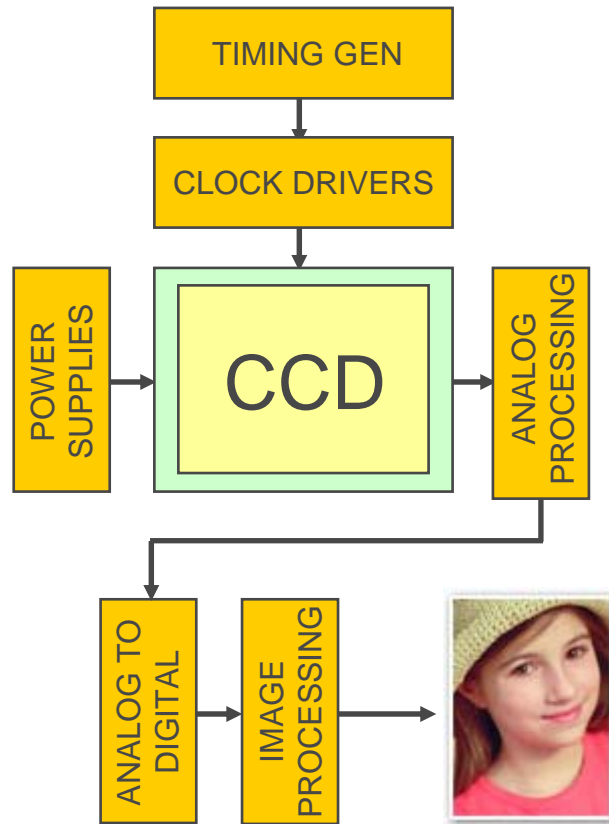 TIMING GEN
CLOCK DRIVERS
POWER
SUPPLIES
CCD
ANALOG
PROCESSING
ANALOG TO
DIGITAL
IMAGE
PROCESSING